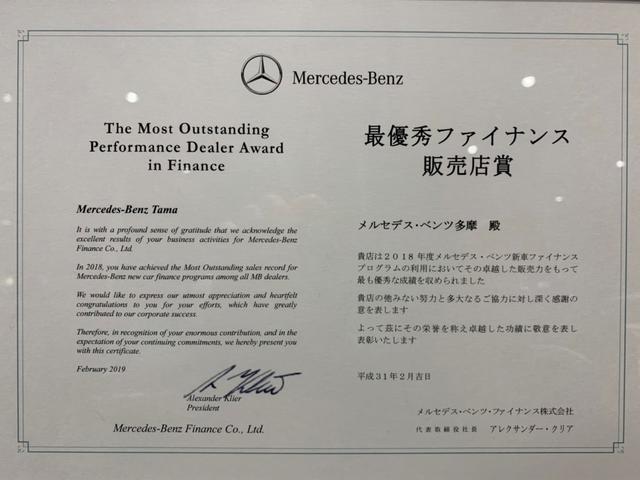 Mercedes-Benz
The Most Outstanding
Performance Dealer Award
in Finance
Mercedes-Benz Tama
It is with a profound sense of gratitude that we acknowledge the
excellent results of your business activities for Mercedes-Benz
Finance Co., Ltd.
In 2018, you have achieved the Most Outstanding sales record for
Mercedes-Benz new car finance programs among all MB dealers.
We would like to express our utmost appreciation and heartfelt
congratulations to you for your efforts, which have greatly
contributed to our corporate success.
Therefore, in recognition of your enormous contribution, and in the
expectation of your continuing commitments, we hereby present you
with this certificate.
February 2019
Alexander Klier
President
Mercedes-Benz Finance Co., Ltd.
最優秀ファイナンス
販売店賞
メルセデス・ベンツ多摩 殿
貴店は2018年度メルセデス・ベンツ新車ファイナンス
プログラムの利用においてその卓越した販売力をもって
最も優秀な成績を収められました
貴店の弛みない努力と多大なるご協力に対し深く感謝の
意を表します
よって茲にその栄誉を称え卓越した功績に敬意を表し
表彰いたします
平成31年2月吉日
メルセデス・ベンツ・ファイナンス株式会社
代表取締役社長 アレクサンダー・クリア